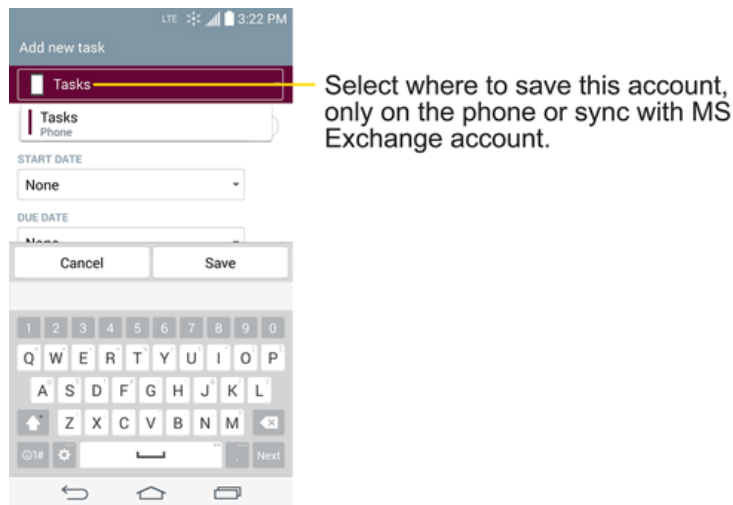 LTE 3:22 PM
Add new task
Tasks
Select where to save this account,
only on the phone or sync with MS
Exchange account.
Tasks
Phone
START DATE
None
DUE DATE
None
Cancel Save
1 2 3 4 5 6 7 8 9 0
Q W E R T Y U I O P
A S D F G H J K L
Z X C V B N M
☺1# . Next